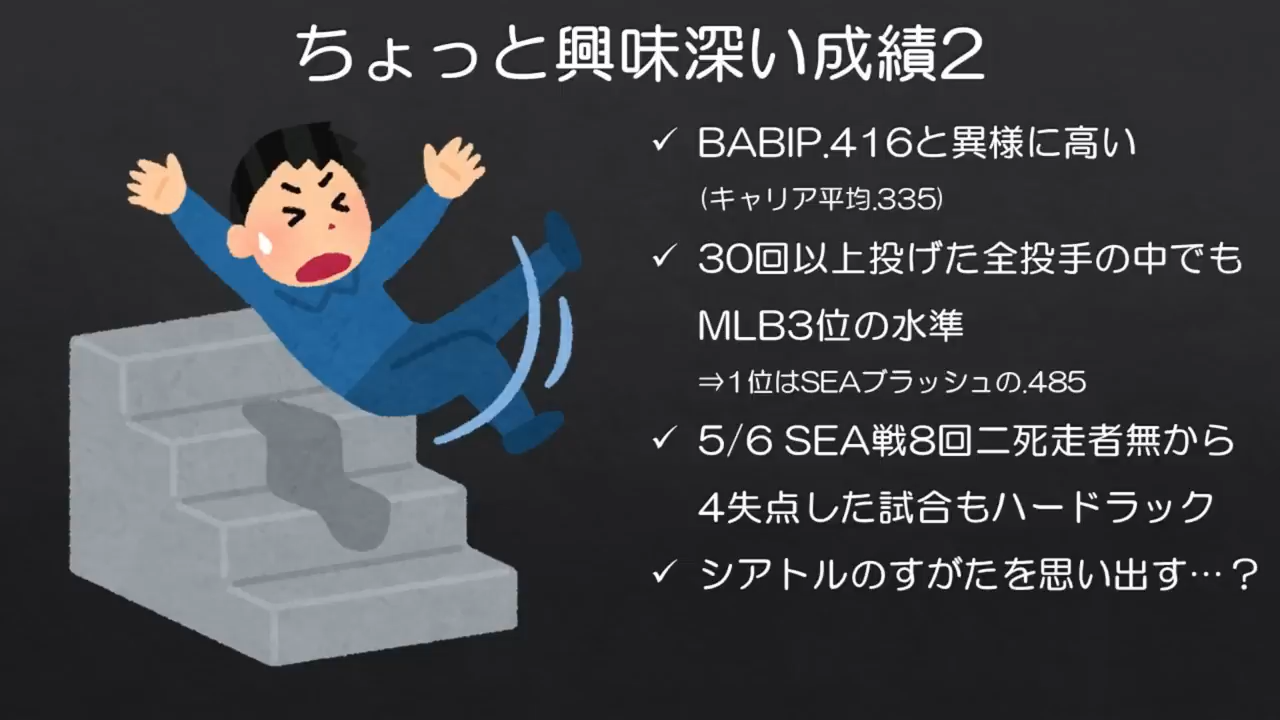 ちょっと興味深い成績2
✓ BABIP.416と異様に高い
(キャリア平均.335)
✓ 30回以上投げた全投手の中でも
MLB3位の水準
⇒1位はSEAブラッシュの.485
✓ 5/6 SEA戦8回二死走者無から
4失点した試合もハードラック
✓ シアトルのすがたを思い出す…？